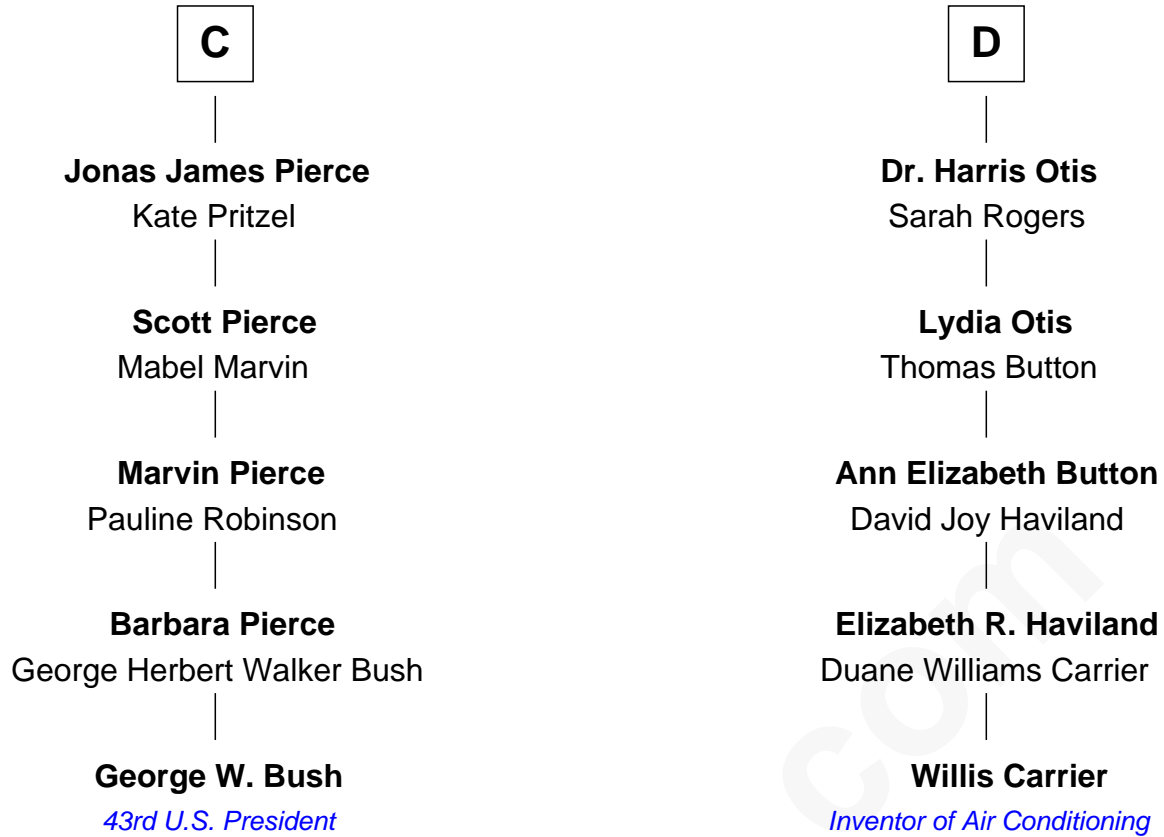 C
Jonas James Pierce
Kate Pritzel
Scott Pierce
Mabel Marvin
Marvin Pierce
Pauline Robinson
Barbara Pierce
George Herbert Walker Bush
George W. Bush
43rd U.S. President
D
Dr. Harris Otis
Sarah Rogers
Lydia Otis
Thomas Button
Ann Elizabeth Button
David Joy Haviland
Elizabeth R. Haviland
Duane Williams Carrier
Willis Carrier
Inventor of Air Conditioning
com